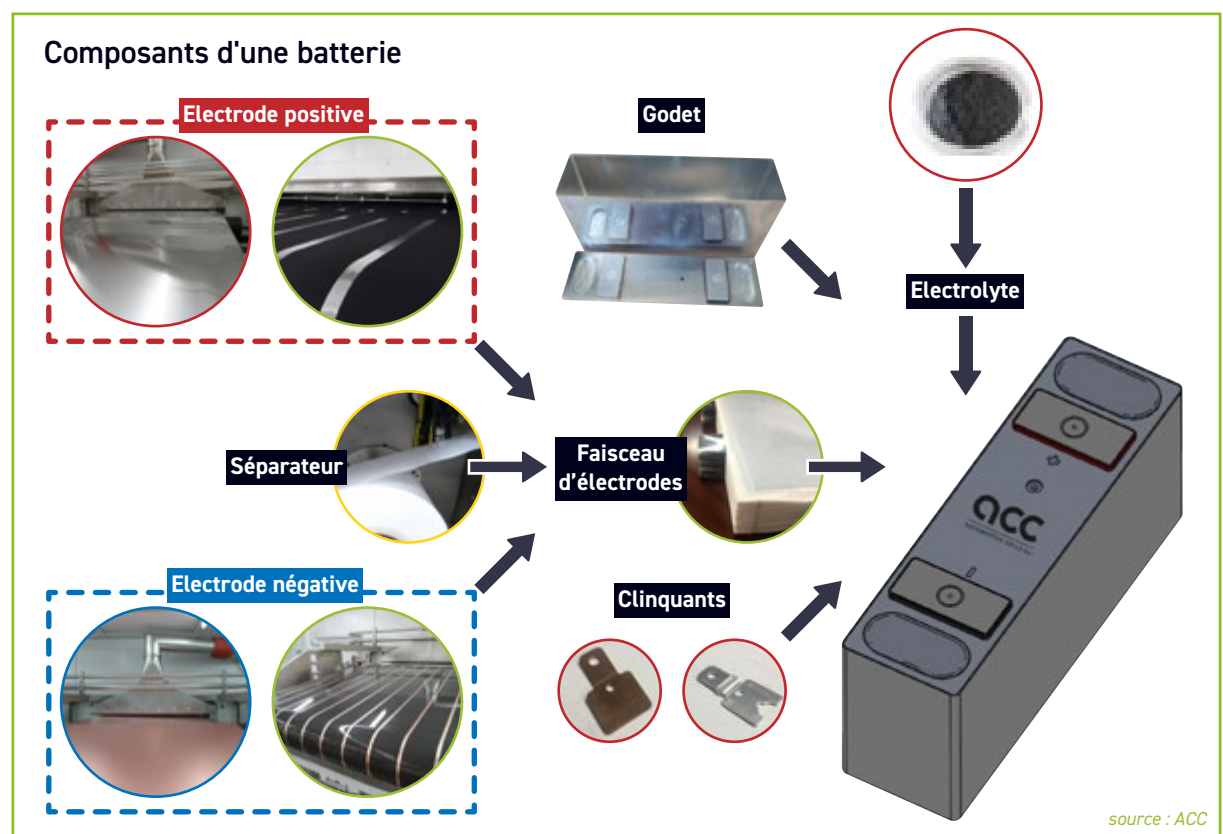 Composants d'une batterie
Electrode positive
Godet
Electrolyte
Séparateur
Faisceau
d'électrodes
Electrode négative
Clinquants
acc
source : ACC